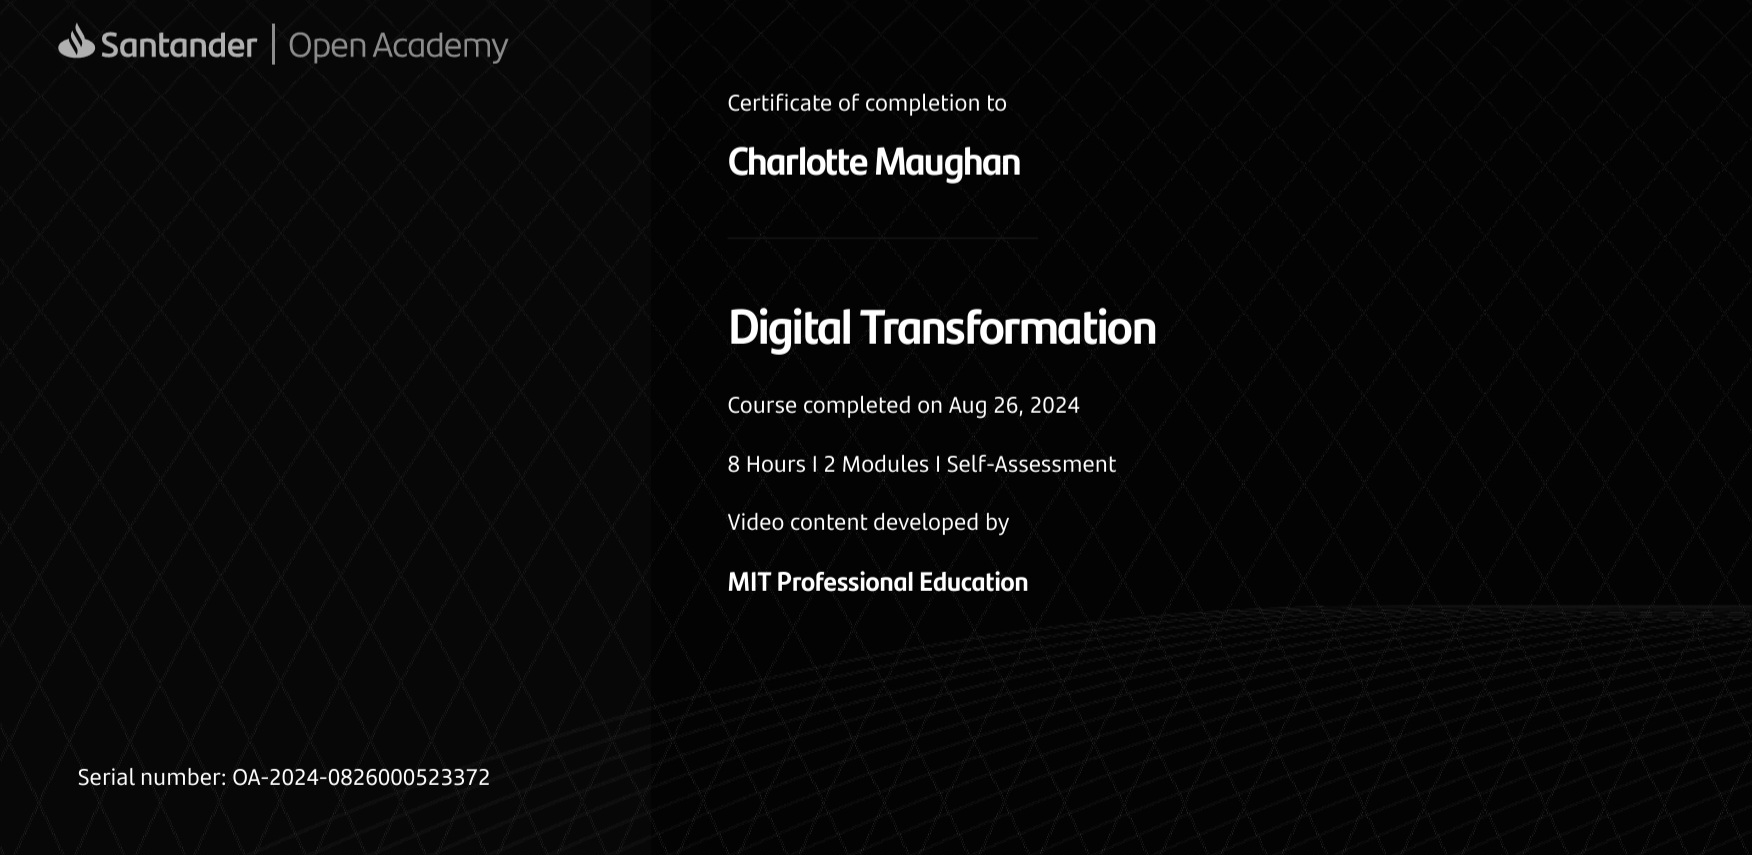 Santander | Open Academy
Certificate of completion to
Charlotte Maughan
Digital Transformation
Course completed on Aug 26, 2024
8 Hours I 2 Modules I Self-Assessment
Video content developed by
MIT Professional Education
Serial number: OA-2024-0826000523372